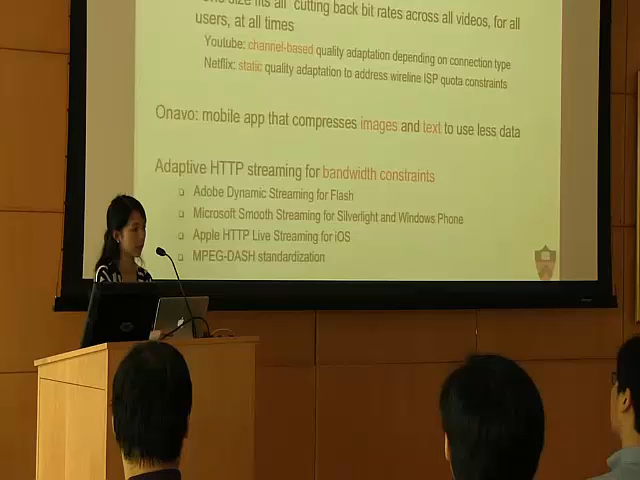 One size fits all" cutting back bit rates across all videos, for all
users, at all times
Youtube: channel-based quality adaptation depending on connection type
Netflix: static quality adaptation to address wireline ISP quota constraints
Onavo: mobile app that compresses images and text to use less data
Adaptive HTTP streaming for bandwidth constraints
Adobe Dynamic Streaming for Flash
Microsoft Smooth Streaming for Silverlight and Windows Phone
Apple HTTP Live Streaming for iOS
MPEG-DASH standardization